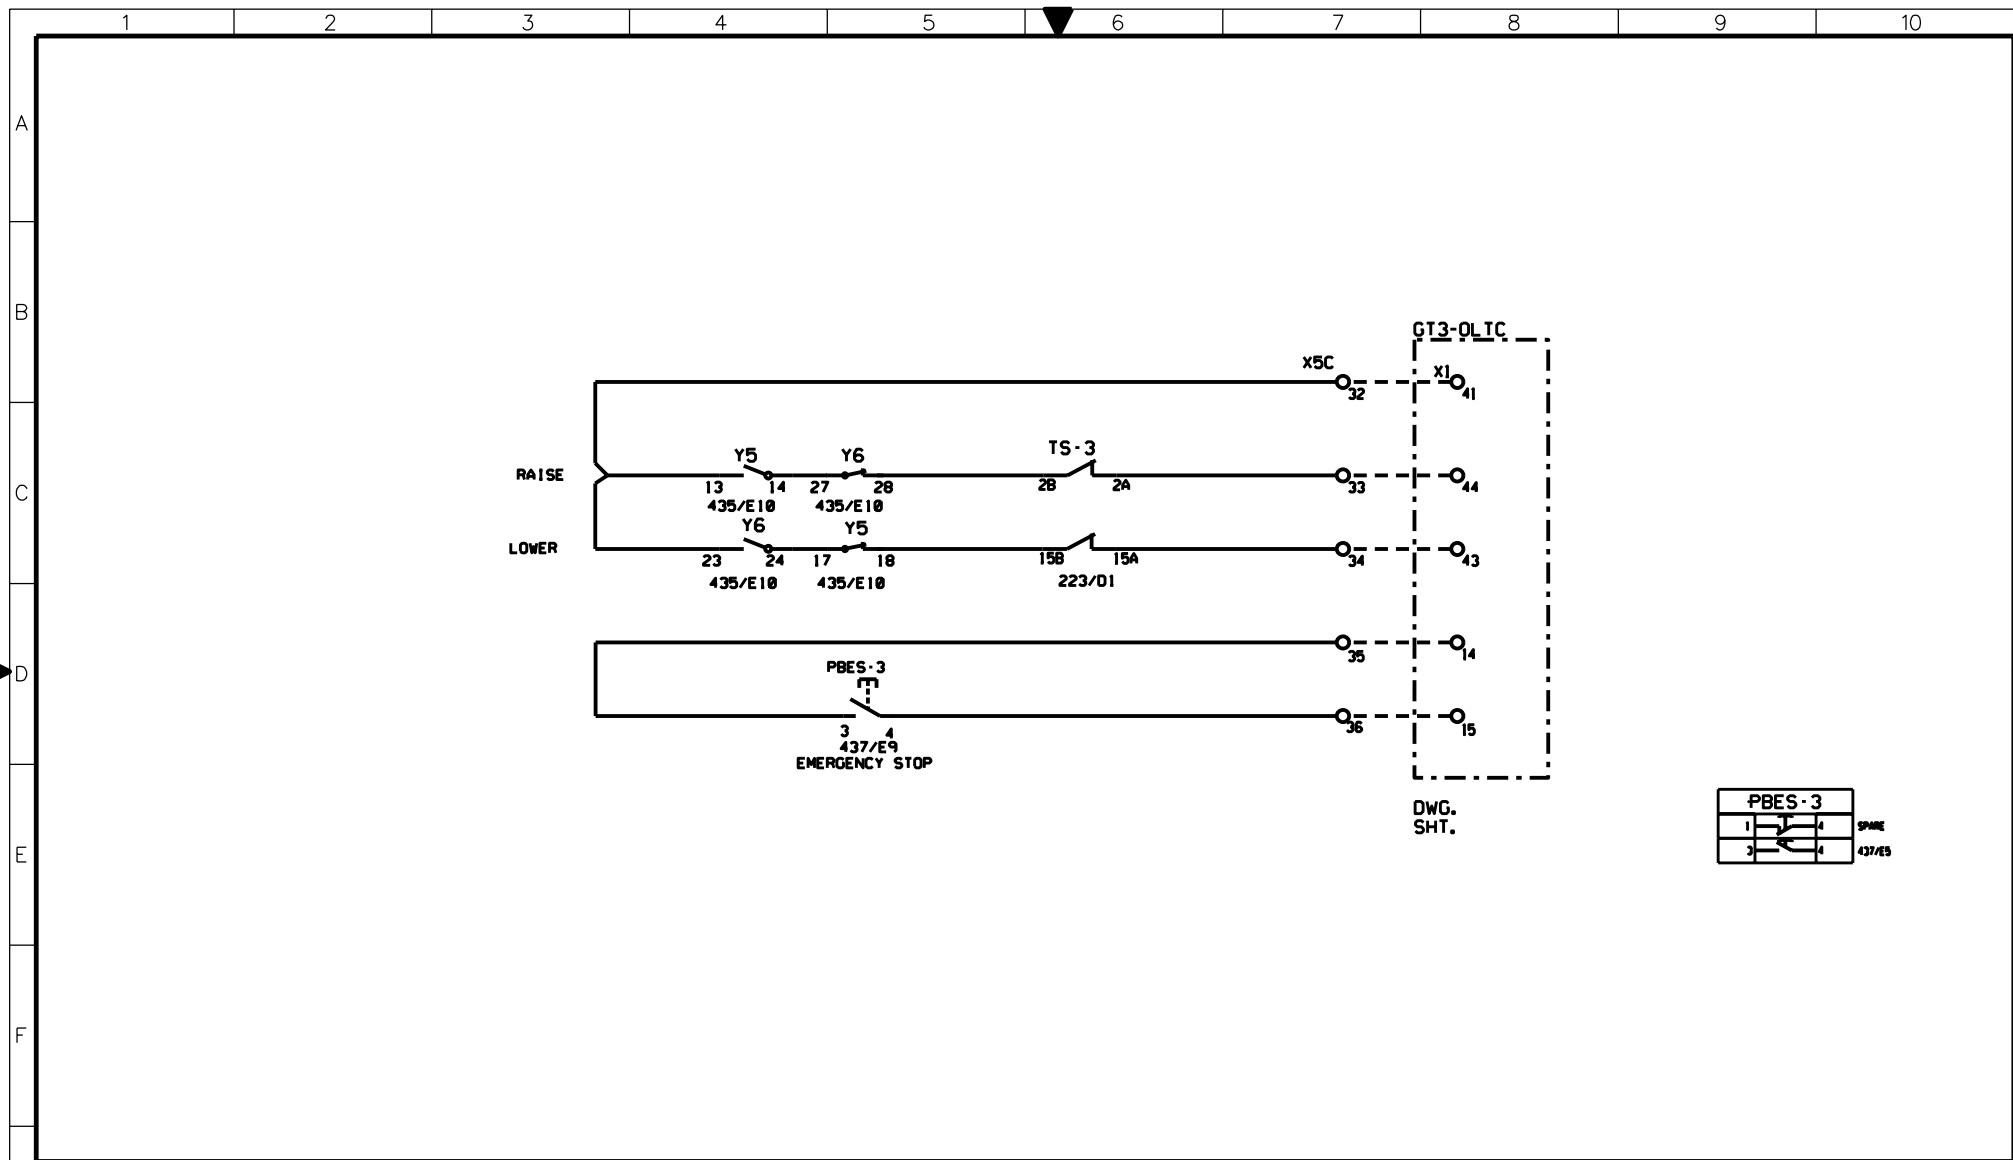 1 2 3 4 5 6 7 8 9 10
A
B
GT3-OLTC
X5C X1
32 41
Y5 Y6 TS-3
RAISE
C
13 14 27 28 2B 2A 33 44
435/E10 435/E10
Y6 Y5
LOWER
23 24 17 18 15B 15A 34 43
435/E10 435/E10 223/D1
35 14
PBES-3
D
3 4 36 15
437/E9
EMERGENCY STOP
DWG.
SHT.
PBES-3
1 4 SPARE
E
3 4 437/E5
F